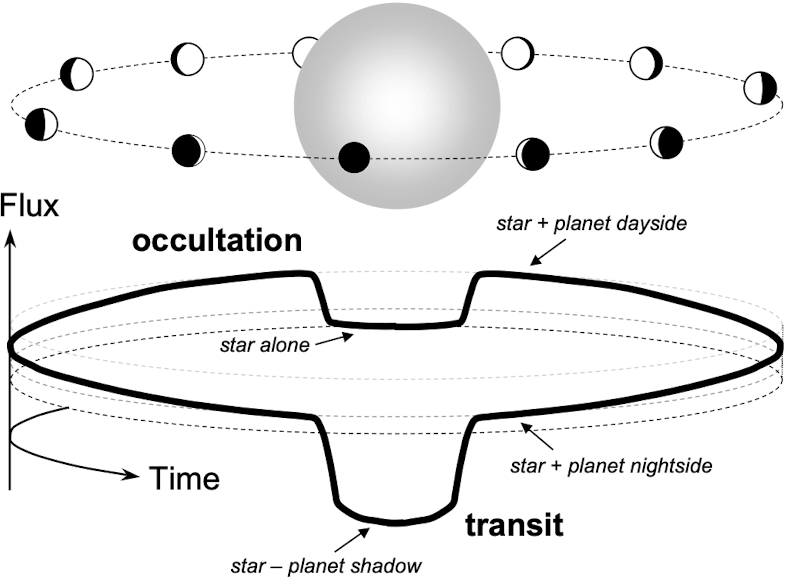 Flux
star + planet dayside
occultation
star alone
star + planet nightside
Time
transit
star – planet shadow